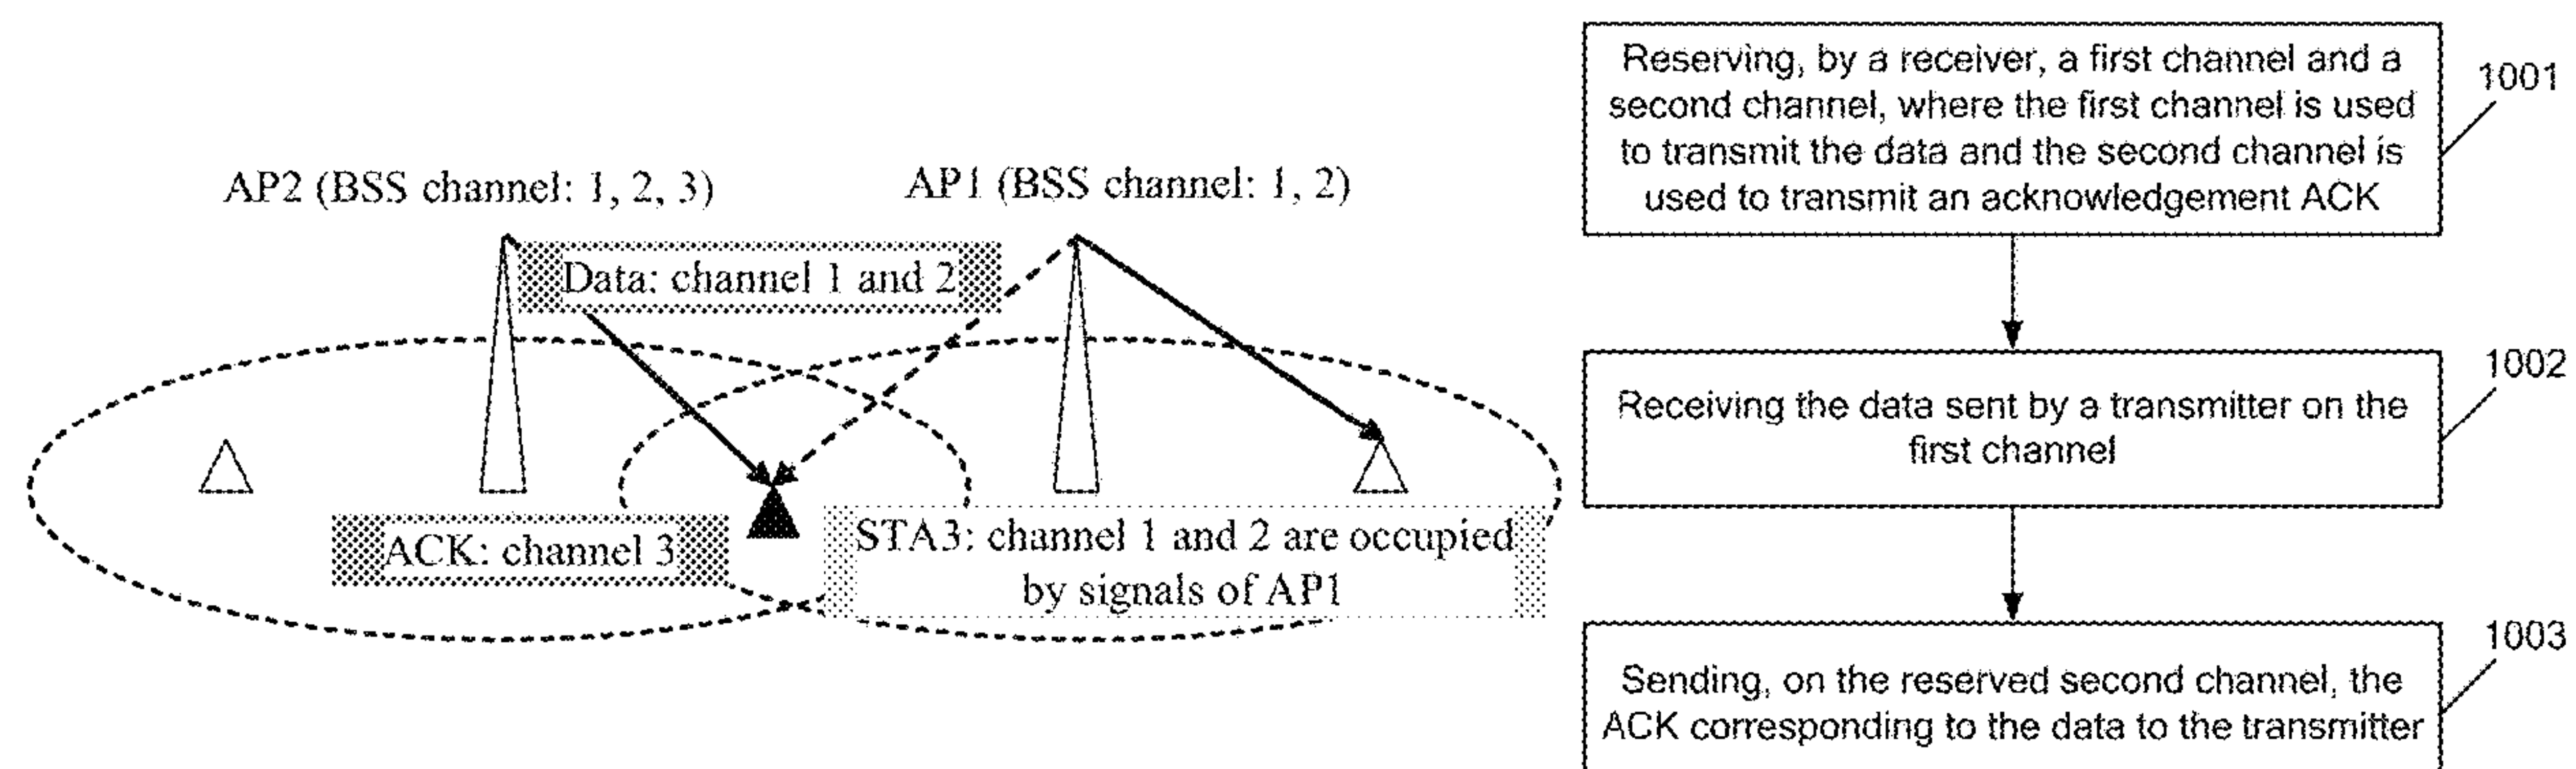 AP2 (BSS channel: 1, 2, 3)
AP1 (BSS channel: 1, 2)
Data: channel 1 and 2
ACK: channel 3
STA3: channel 1 and 2 are occupied
by signals of AP1
Reserving, by a receiver, a first channel and a
second channel, where the first channel is used
to transmit the data and the second channel is
used to transmit an acknowledgement ACK
1001
Receiving the data sent by a transmitter on the
first channel
1002
Sending, on the reserved second channel, the
ACK corresponding to the data to the transmitter
1003